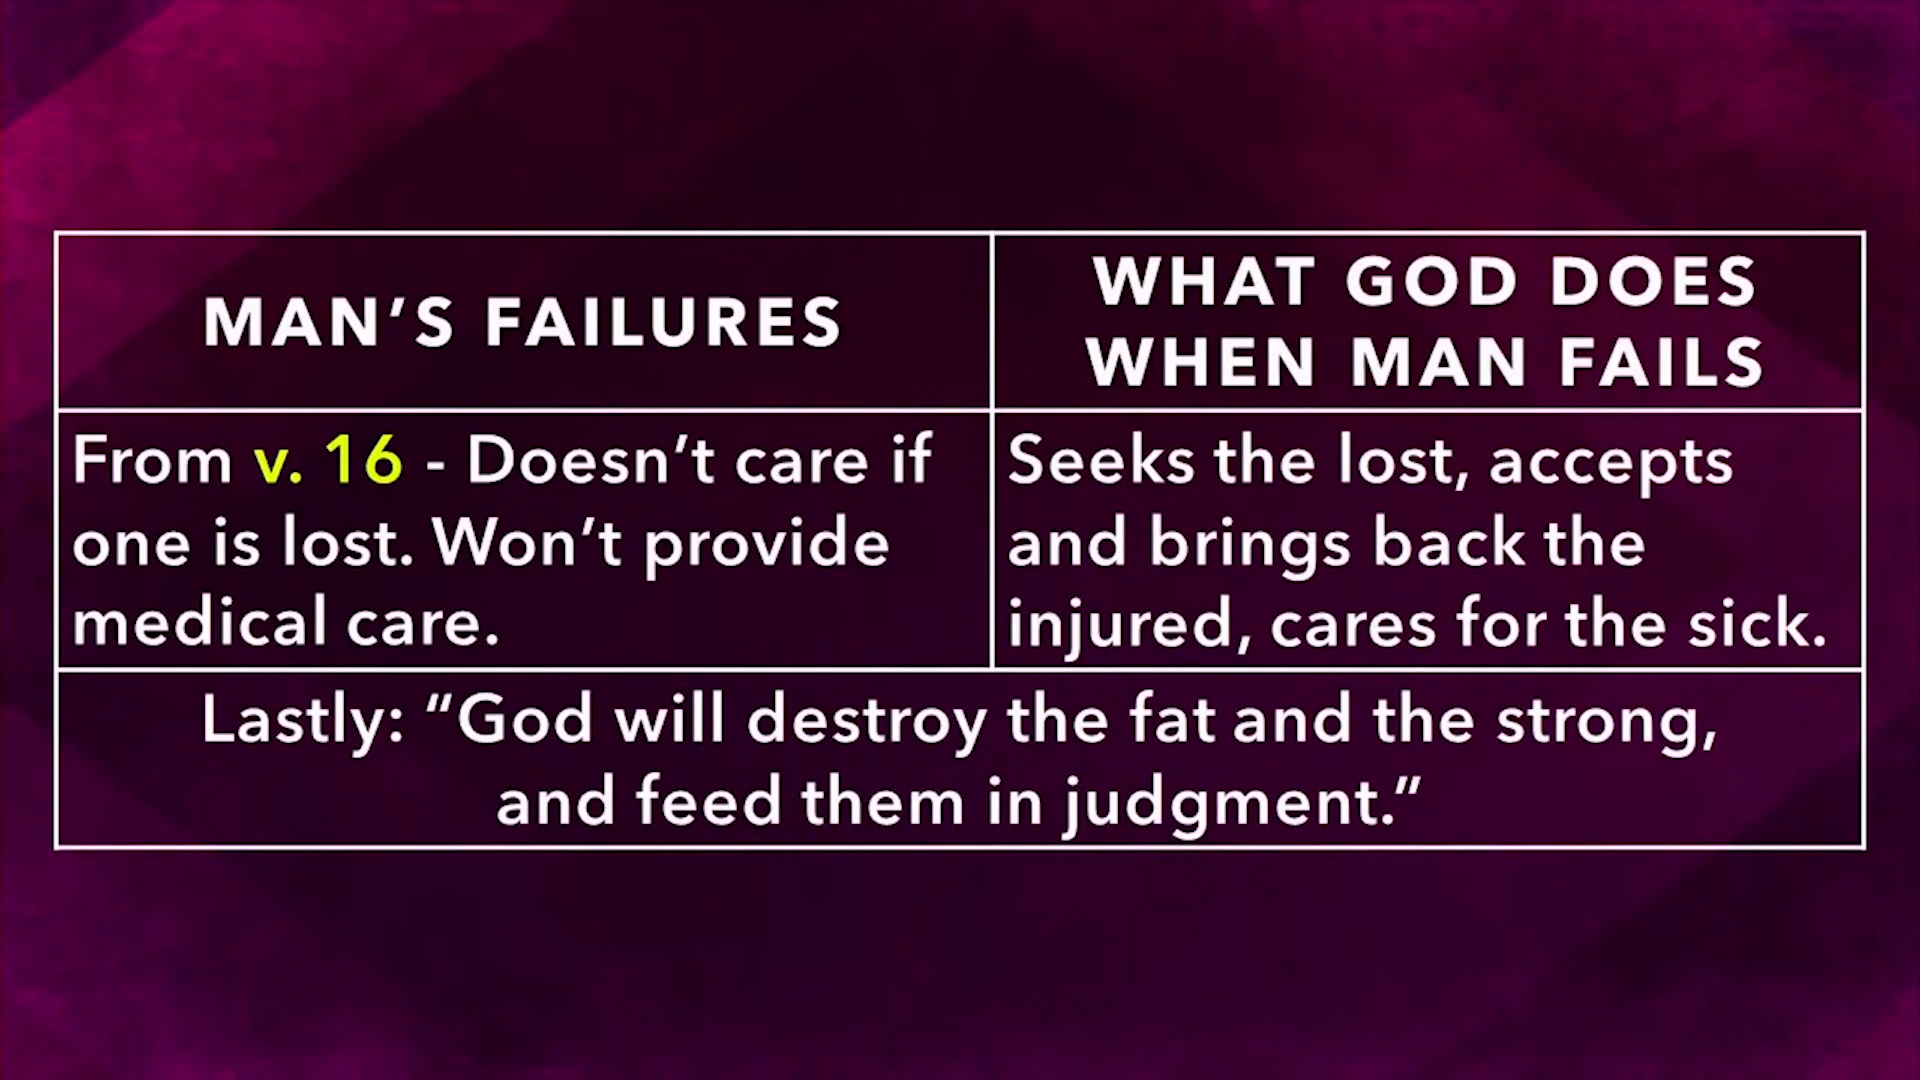 MAN’S FAILURES
WHAT GOD DOES
WHEN MAN FAILS
From v. 16 - Doesn’t care if
one is lost. Won’t provide
medical care.
Seeks the lost, accepts
and brings back the
injured, cares for the sick.
Lastly: “God will destroy the fat and the strong,
and feed them in judgment.”